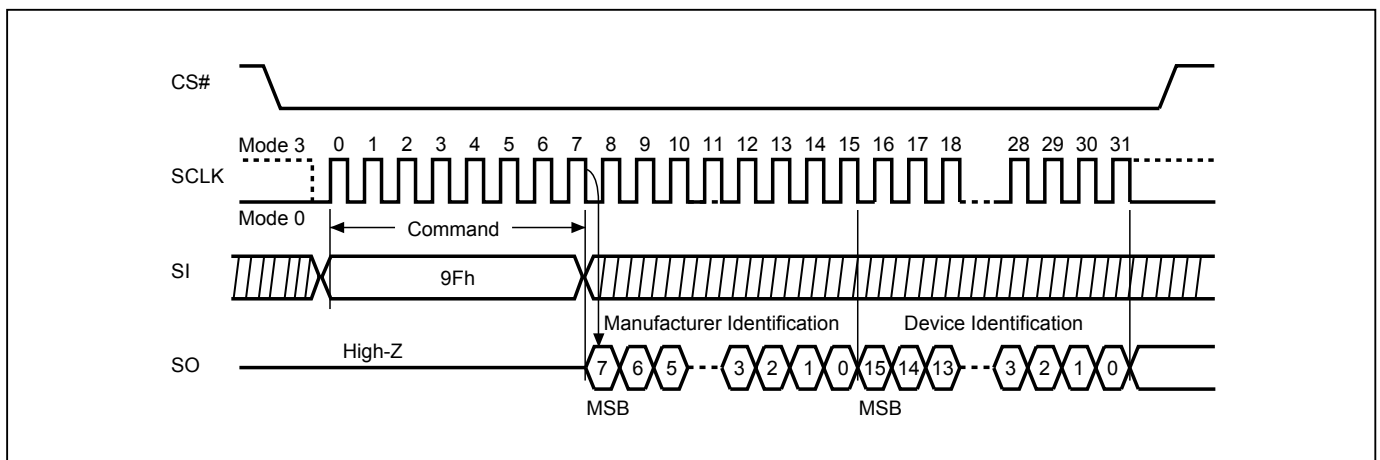 CS#
Mode 3 0 1 2 3 4 5 6 7 8 9 10 11 12 13 14 15 16 17 18 28 29 30 31
SCLK
Mode 0
Command
SI
9Fh
Manufacturer Identification Device Identification
High-Z
SO
7 6 5 3 2 1 0 15 14 13 3 2 1 0
MSB MSB